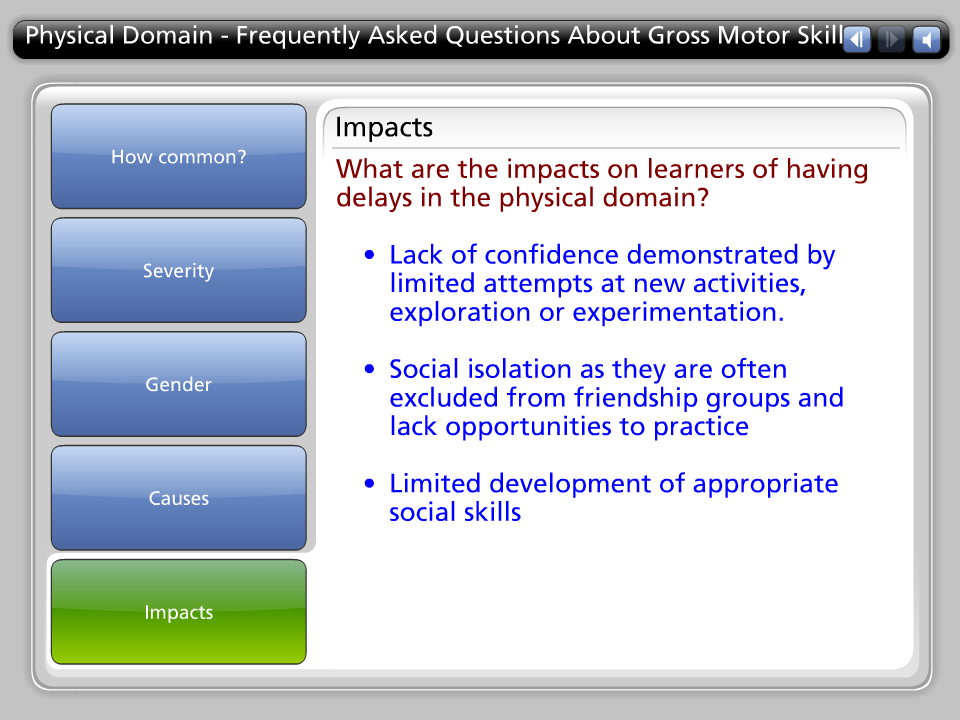 Physical Domain - Frequently Asked Questions About Gross Motor Skill
How common?
Severity
Gender
Causes
Impacts
Impacts
What are the impacts on learners of having
delays in the physical domain?
• Lack of confidence demonstrated by
limited attempts at new activities,
exploration or experimentation.
• Social isolation as they are often
excluded from friendship groups and
lack opportunities to practice
• Limited development of appropriate
social skills